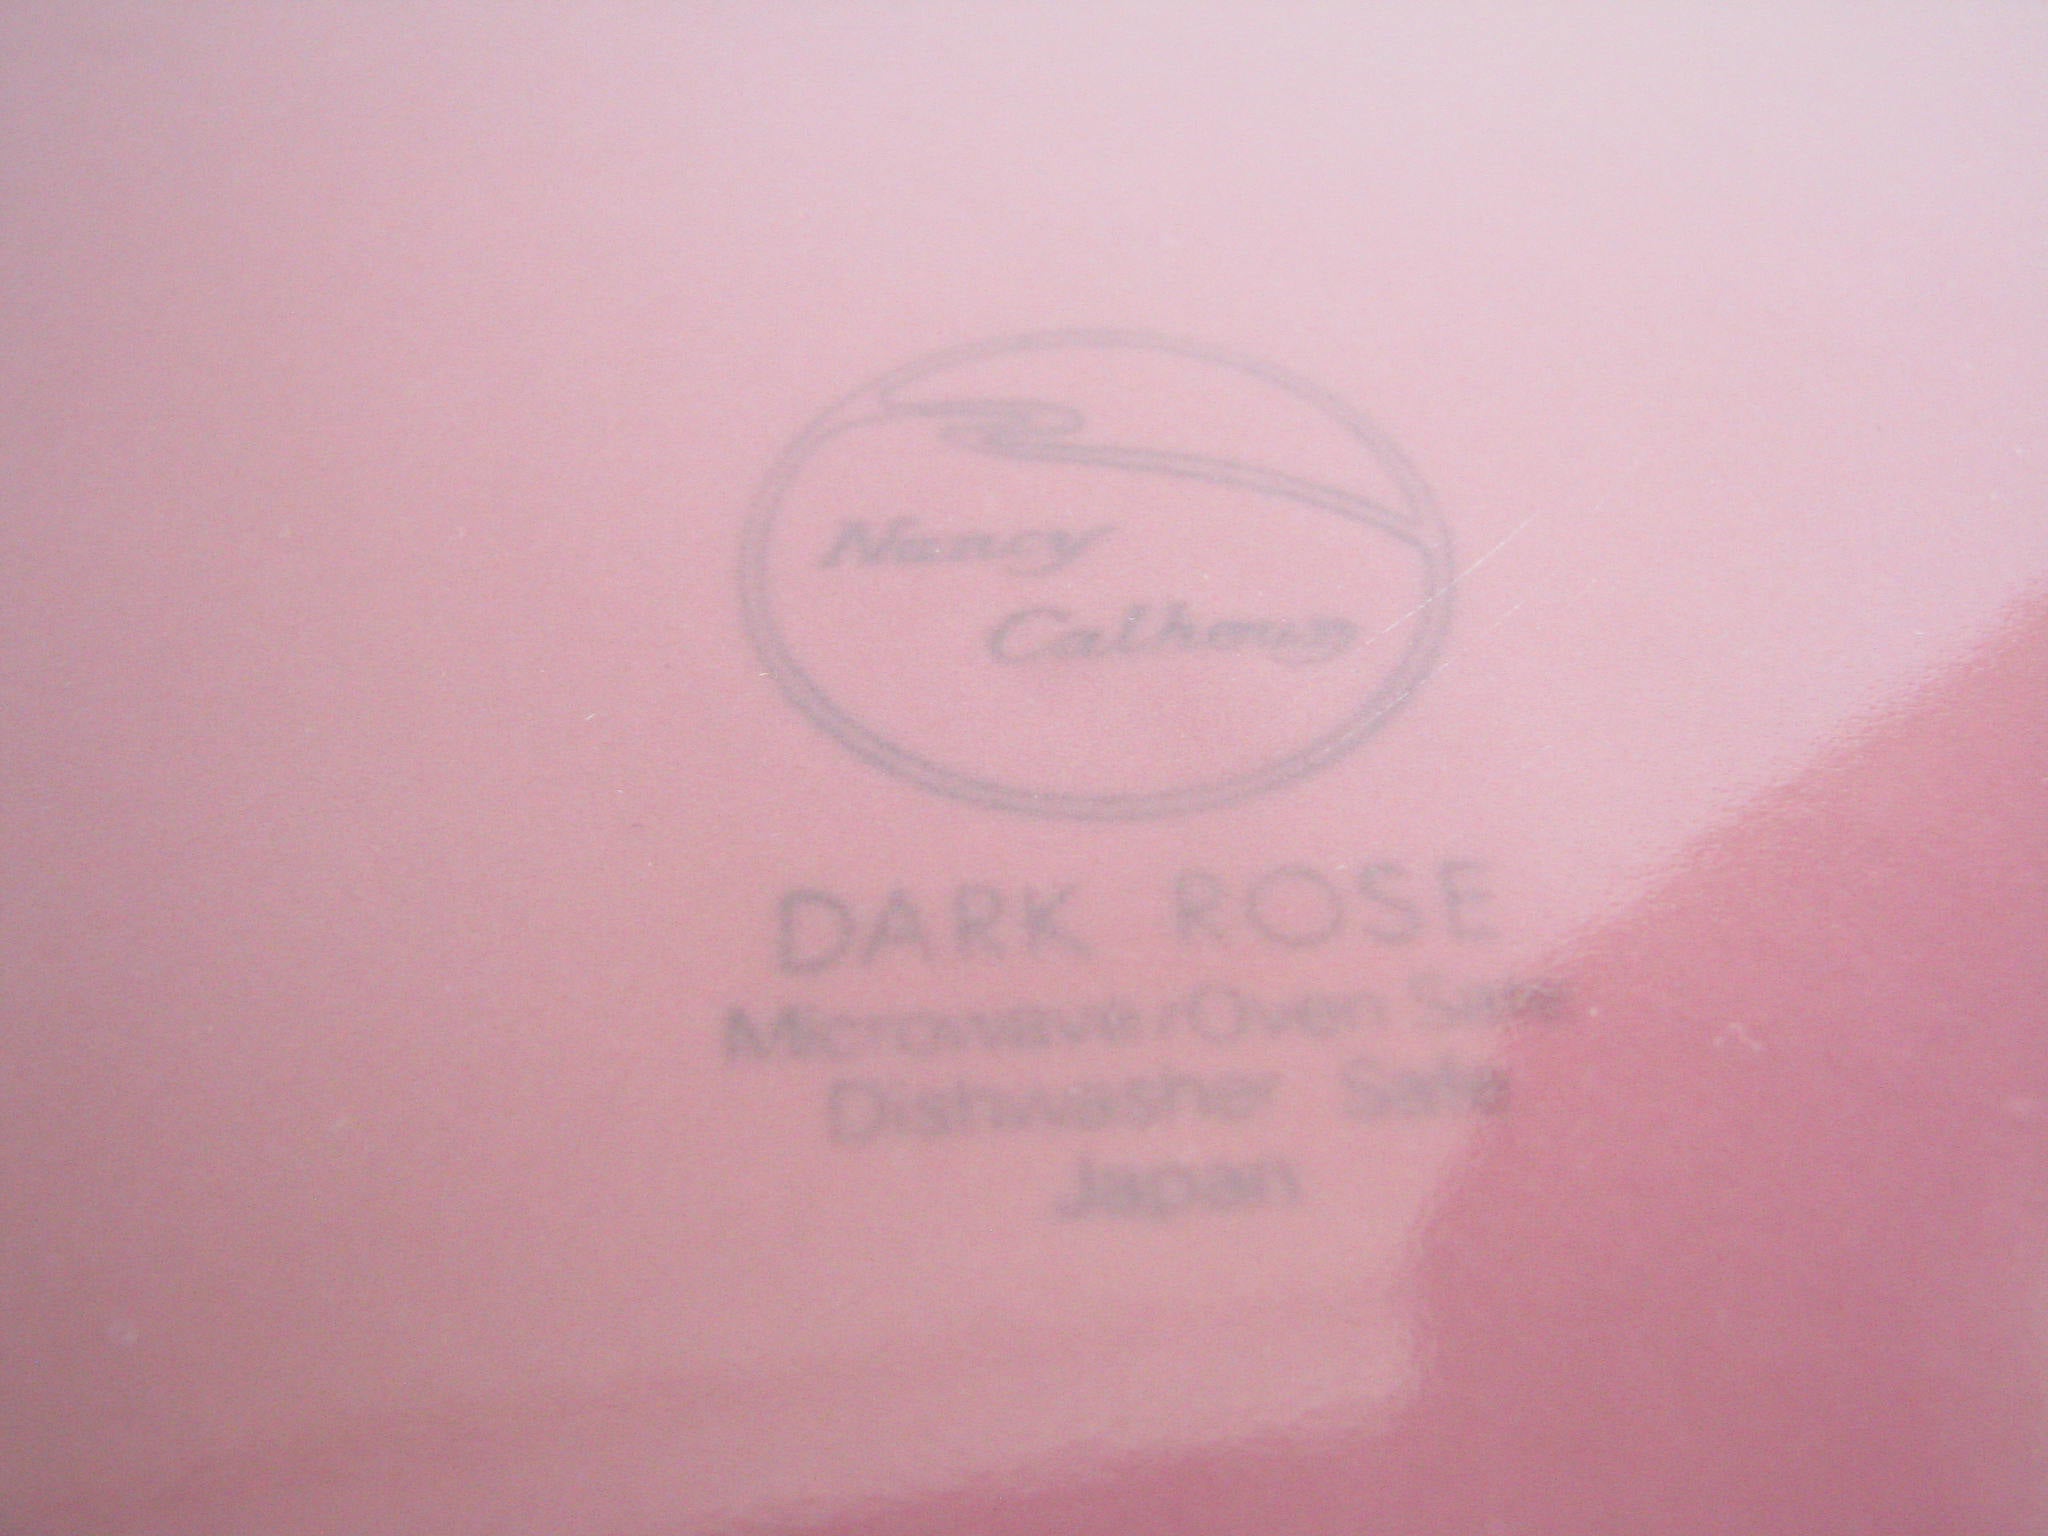 Nancy
Calhoun
DARK ROSE
Microwave/Oven Safe
Dishwasher Safe
Japan